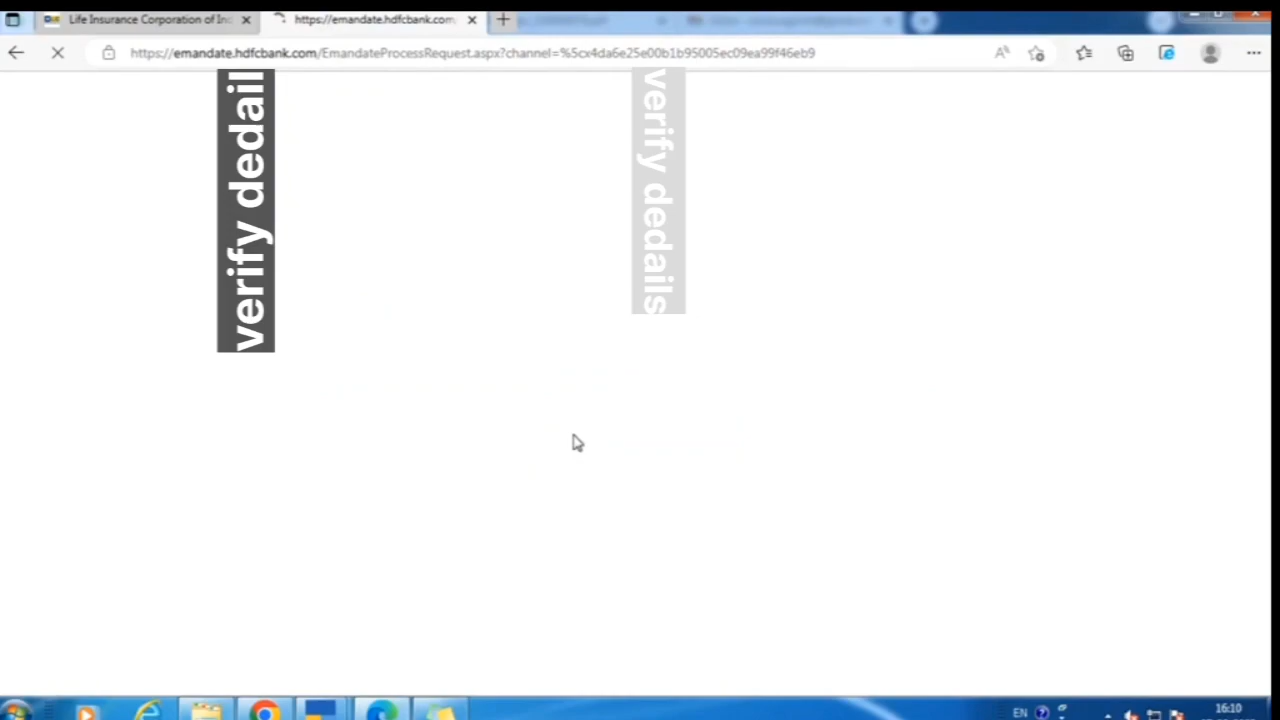 Life Insurance Corporation of Inc
https://emandate.hdfcbank.com
https://emandate.hdfcbank.com/EmandateProcessRequest.aspx?channel=%5cx4da6e25e00b1b95005ec09ea99f46eb9
verify dedail
verify dedails
EN
16:10